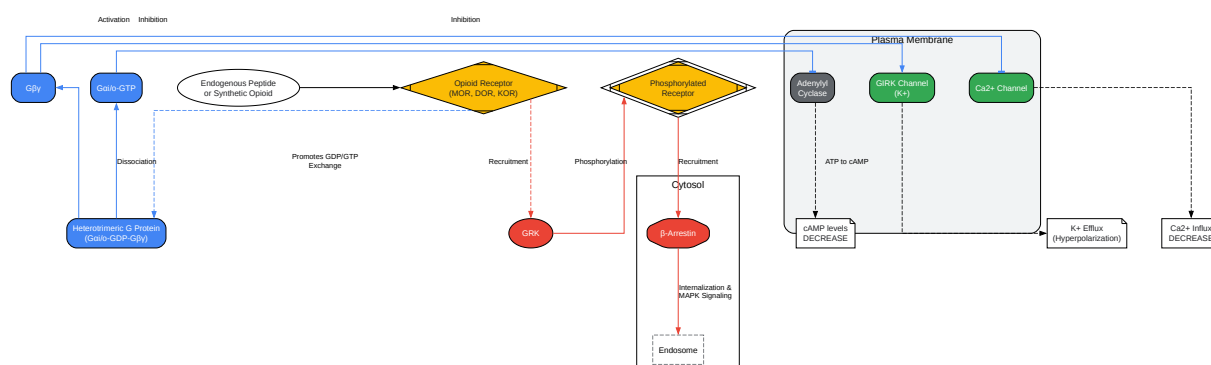 Activation Inhibition
Inhibition
Plasma Membrane
Gβγ
Gαi/o-GTP
Endogenous Peptide
or Synthetic Opioid
Opioid Receptor
(MOR, DOR, KOR)
Phosphorylated
Receptor
Adenylyl
Cyclase
GIRK Channel
(K+)
Ca2+ Channel
Dissociation
Promotes GDP/GTP
Exchange
Recruitment
Phosphorylation
Recruitment
ATP to cAMP
Cytosol
Heterotrimeric G Protein
(Gαi/o-GDP-Gβγ)
GRK
β-Arrestin
cAMP levels
DECREASE
K+ Efflux
(Hyperpolarization)
Ca2+ Influx
DECREASE
Internalization &
MAPK Signaling
Endosome